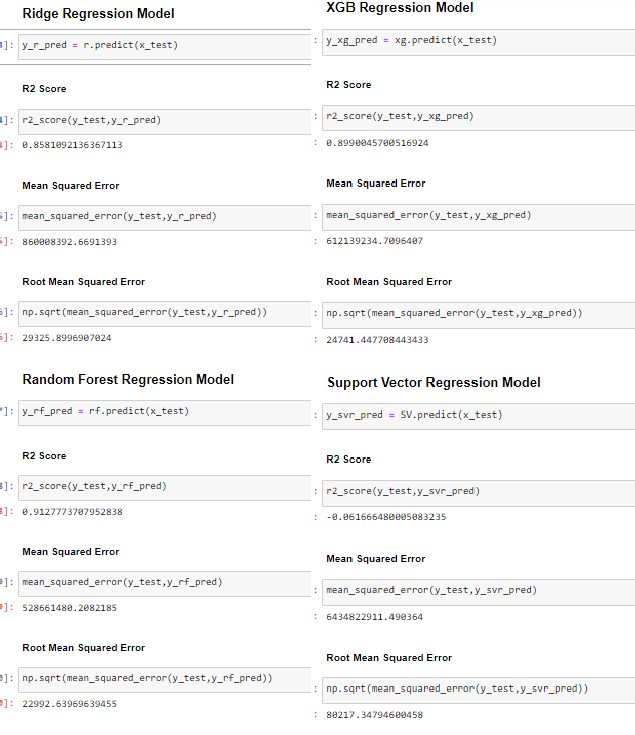 Ridge Regression Model
]: y_r_pred = r.predict(x_test)
R2 Score
]: r2_score(y_test,y_r_pred)
]: 0.8581092136367113
Mean Squared Error
]: mean_squared_error(y_test,y_r_pred)
]: 860008392.6691393
Root Mean Squared Error
]: np.sqrt(mean_squared_error(y_test,y_r_pred))
]: 29325.8996907024
Random Forest Regression Model
]: y_rf_pred = rf.predict(x_test)
R2 Score
]: r2_score(y_test,y_rf_pred)
]: 0.9127773707952838
Mean Squared Error
]: mean_squared_error(y_test,y_rf_pred)
]: 528661480.2082185
Root Mean Squared Error
]: np.sqrt(mean_squared_error(y_test,y_rf_pred))
]: 22992.63969639455
XGB Regression Model
: y_xg_pred = xg.predict(x_test)
R2 Score
: r2_score(y_test,y_xg_pred)
: 0.8990045700516924
Mean Squared Error
: mean_squared_error(y_test,y_xg_pred)
: 612139234.7096407
Root Mean Squared Error
: np.sqrt(mean_squared_error(y_test,y_xg_pred))
: 24741.447708443433
Support Vector Regression Model
: y_svr_pred = SV.predict(x_test)
R2 Score
: r2_score(y_test,y_svr_pred)
: -0.061666480005083235
Mean Squared Error
: mean_squared_error(y_test,y_svr_pred)
: 6434822911.490364
Root Mean Squared Error
: np.sqrt(mean_squared_error(y_test,y_svr_pred))
: 80217.34794600458